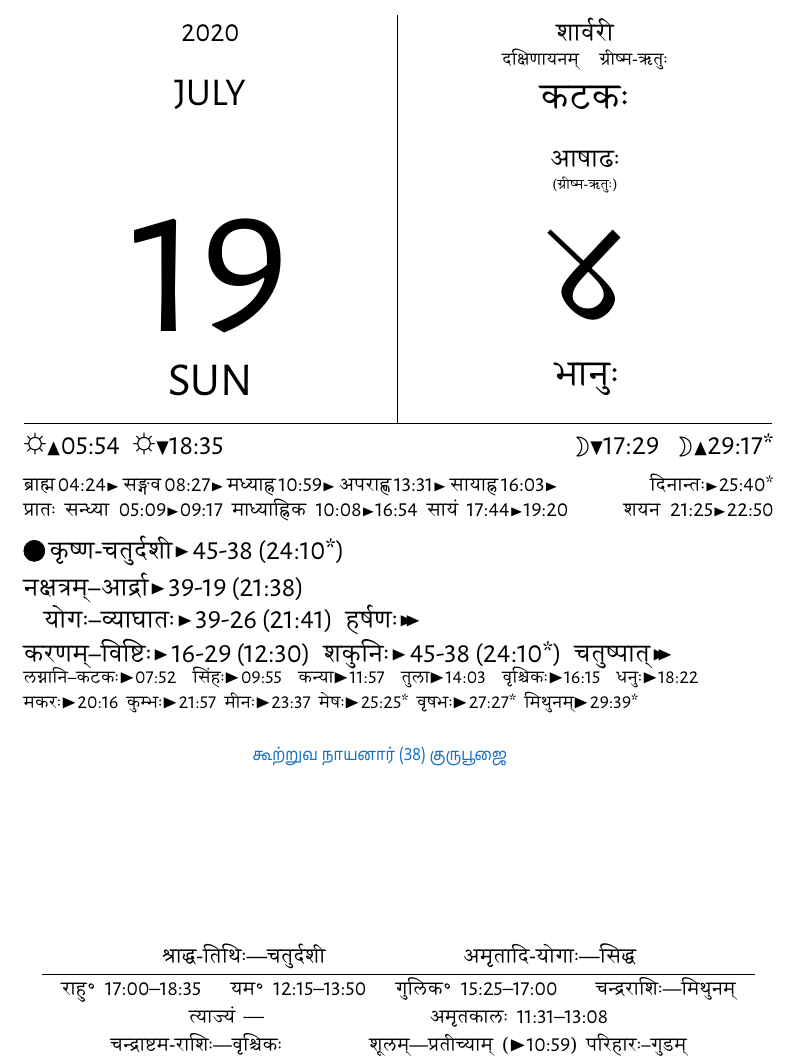 2020
JULY
19
SUN
शार्वरी
दक्षिणायनम् ग्रीष्म-ऋतुः
कटकः
आषाढः
(ग्रीष्म-ऋतुः)
४
भानुः
☼▲05:54 ☼▼18:35 ☽▼17:29 ☽▲29:17*
ब्राह्म 04:24► सङ्गव 08:27► मध्याह्न 10:59► अपराह्ण 13:31► सायाह्न 16:03► दिनान्तः►25:40*
प्रातः सन्ध्या 05:09►09:17 माध्याह्निक 10:08►16:54 सायं 17:44►19:20 शयन 21:25►22:50
●कृष्ण-चतुर्दशी►45-38 (24:10*)
नक्षत्रम्–आर्द्रा►39-19 (21:38)
योगः–व्याघातः►39-26 (21:41) हर्षणः►►
करणम्–विष्टिः►16-29 (12:30) शकुनिः►45-38 (24:10*) चतुष्पात्►►
लग्नानि–कटकः►07:52 सिंहः►09:55 कन्या►11:57 तुला►14:03 वृश्चिकः►16:15 धनुः►18:22
मकरः►20:16 कुम्भः►21:57 मीनः►23:37 मेषः►25:25* वृषभः►27:27* मिथुनम्►29:39*
கூற்றுவ நாயனார் (38) குருபூஜை
श्राद्ध-तिथिः—चतुर्दशी अमृतादि-योगाः—सिद्ध
राहु° 17:00–18:35 यम° 12:15–13:50 गुलिक° 15:25–17:00 चन्द्रराशिः—मिथुनम्
त्याज्यं — अमृतकालः 11:31–13:08
चन्द्राष्टम-राशिः—वृश्चिकः शूलम्—प्रतीच्याम् (►10:59) परिहारः–गुडम्